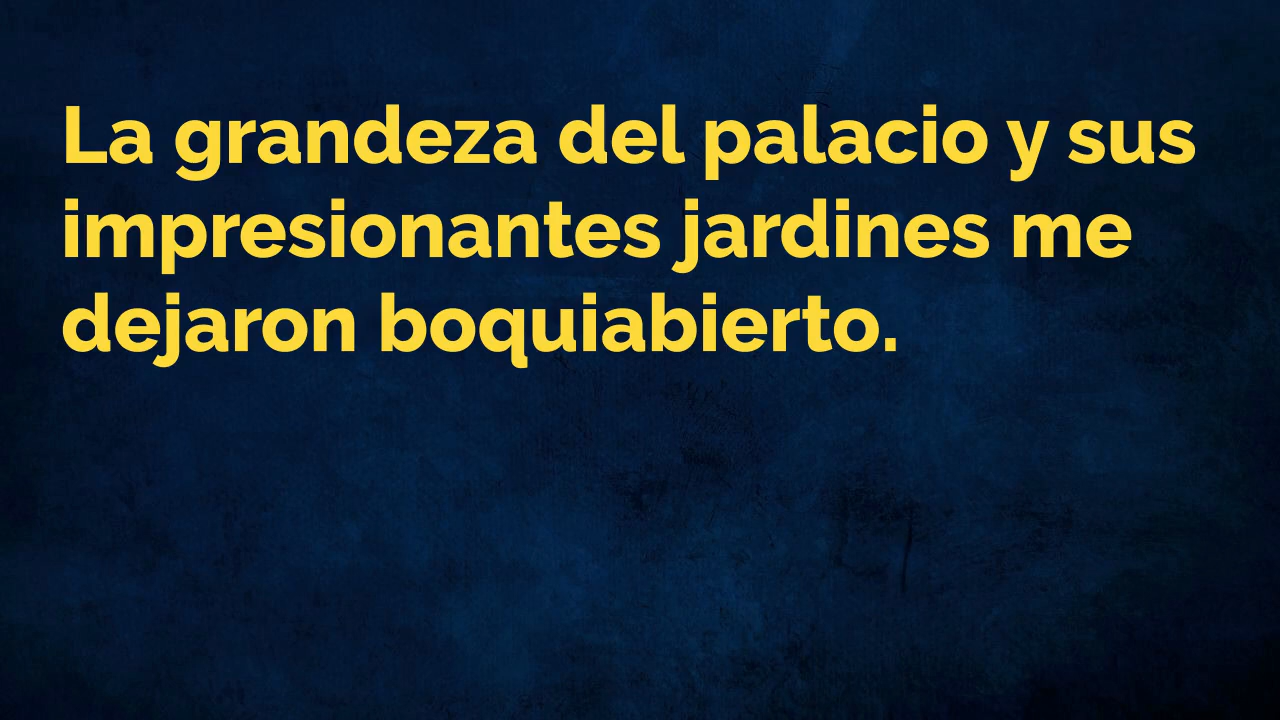 La grandeza del palacio y sus
impresionantes jardines me
dejaron boquiabierto.